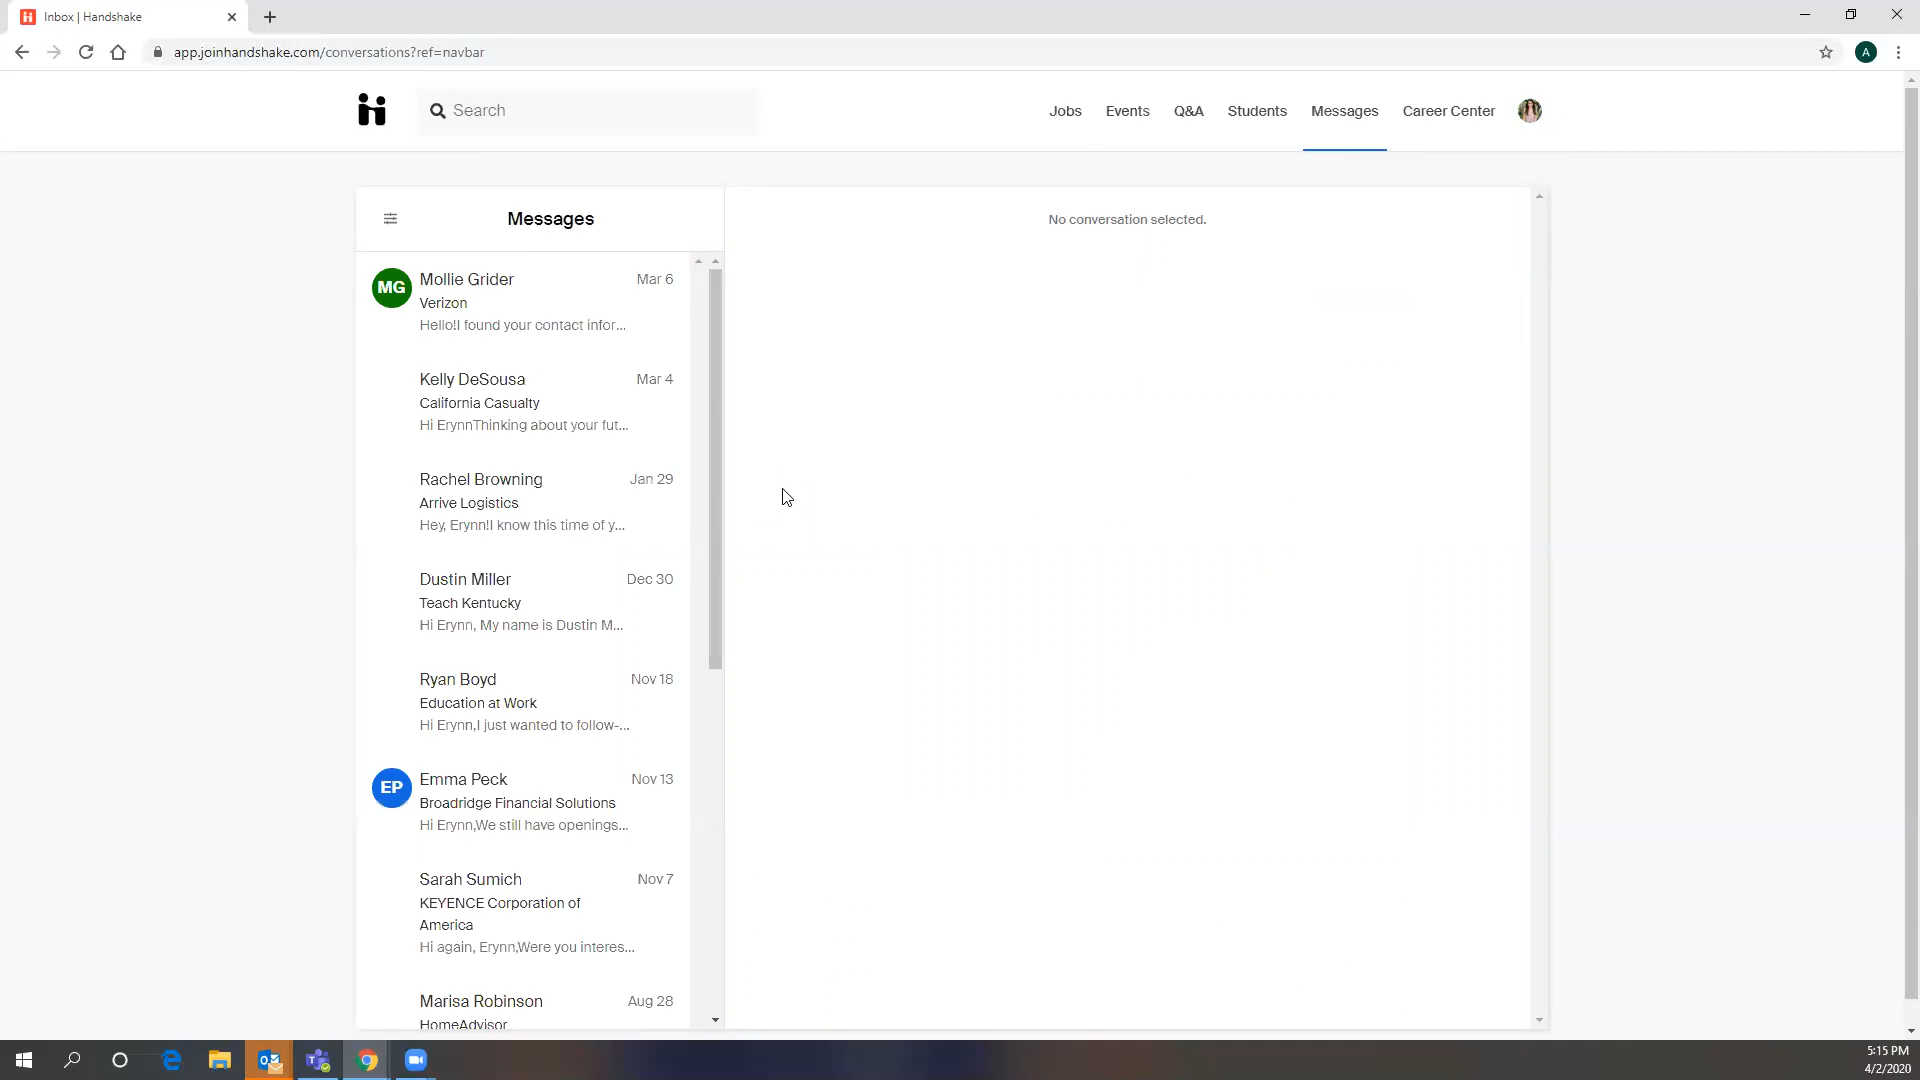 Inbox | Handshake
app.joinhandshake.com/conversations?ref=navbar
A
Search
Jobs
Events
Q&A
Students
Messages
Career Center
Messages
No conversation selected.
MG
Mollie Grider
Mar 6
Verizon
Hello!I found your contact infor...
Kelly DeSousa
Mar 4
California Casualty
Hi ErynnThinking about your fut...
Rachel Browning
Jan 29
Arrive Logistics
Hey, Erynn!I know this time of y...
Dustin Miller
Dec 30
Teach Kentucky
Hi Erynn, My name is Dustin M...
Ryan Boyd
Nov 18
Education at Work
Hi Erynn,I just wanted to follow-...
EP
Emma Peck
Nov 13
Broadridge Financial Solutions
Hi Erynn,We still have openings...
Sarah Sumich
Nov 7
KEYENCE Corporation of
America
Hi again, Erynn,Were you interes...
Marisa Robinson
Aug 28
HomeAdvisor
5:15 PM
4/2/2020